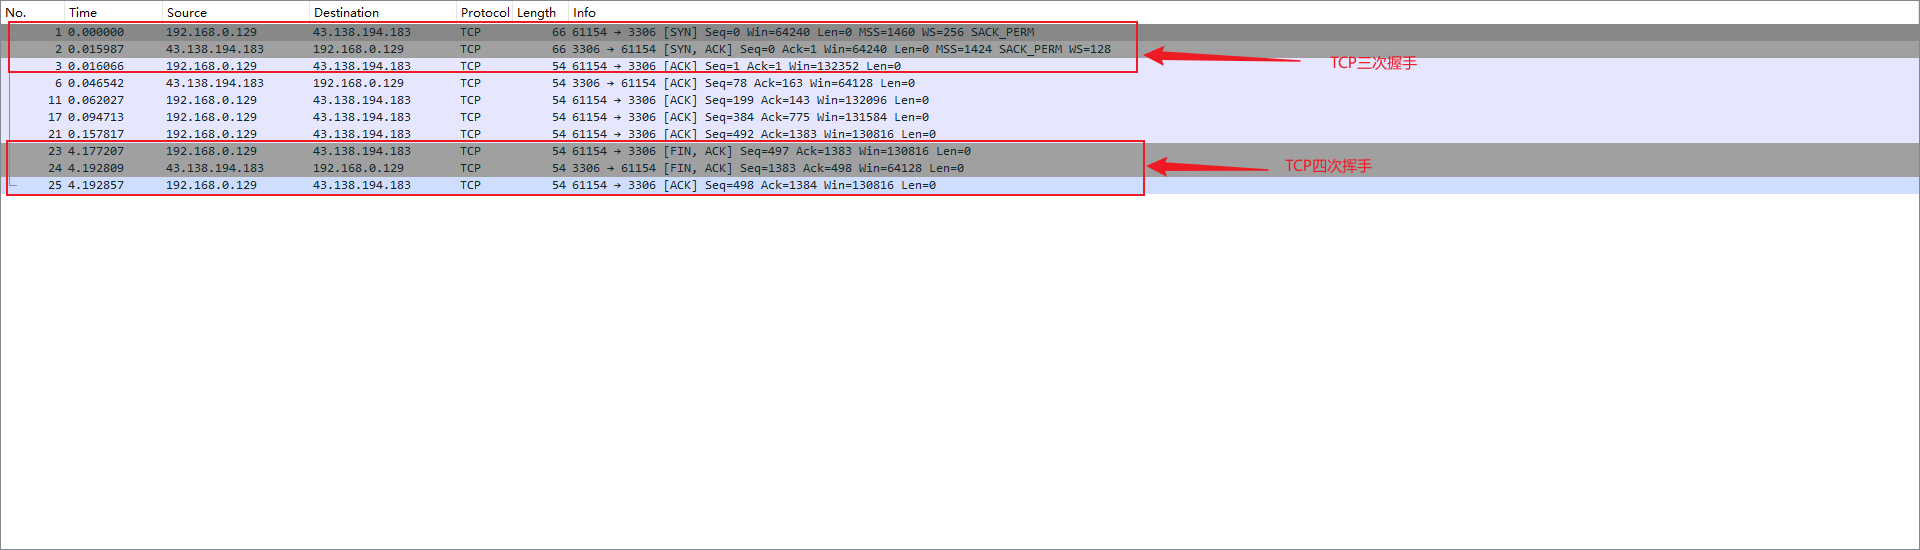 No. Time Source Destination Protocol Length Info
1 0.000000 192.168.0.129 43.138.194.183 TCP 66 61154 → 3306 [SYN] Seq=0 Win=64240 Len=0 MSS=1460 WS=256 SACK_PERM
2 0.015987 43.138.194.183 192.168.0.129 TCP 66 3306 → 61154 [SYN, ACK] Seq=0 Ack=1 Win=64240 Len=0 MSS=1424 SACK_PERM WS=128
3 0.016066 192.168.0.129 43.138.194.183 TCP 54 61154 → 3306 [ACK] Seq=1 Ack=1 Win=132352 Len=0
TCP三次握手
6 0.046542 43.138.194.183 192.168.0.129 TCP 54 3306 → 61154 [ACK] Seq=78 Ack=163 Win=64128 Len=0
11 0.062027 192.168.0.129 43.138.194.183 TCP 54 61154 → 3306 [ACK] Seq=199 Ack=143 Win=132096 Len=0
17 0.094713 192.168.0.129 43.138.194.183 TCP 54 61154 → 3306 [ACK] Seq=384 Ack=775 Win=131584 Len=0
21 0.157817 192.168.0.129 43.138.194.183 TCP 54 61154 → 3306 [ACK] Seq=492 Ack=1383 Win=130816 Len=0
23 4.177207 192.168.0.129 43.138.194.183 TCP 54 61154 → 3306 [FIN, ACK] Seq=497 Ack=1383 Win=130816 Len=0
24 4.192809 43.138.194.183 192.168.0.129 TCP 54 3306 → 61154 [FIN, ACK] Seq=1383 Ack=498 Win=64128 Len=0
TCP四次挥手
25 4.192857 192.168.0.129 43.138.194.183 TCP 54 61154 → 3306 [ACK] Seq=498 Ack=1384 Win=130816 Len=0